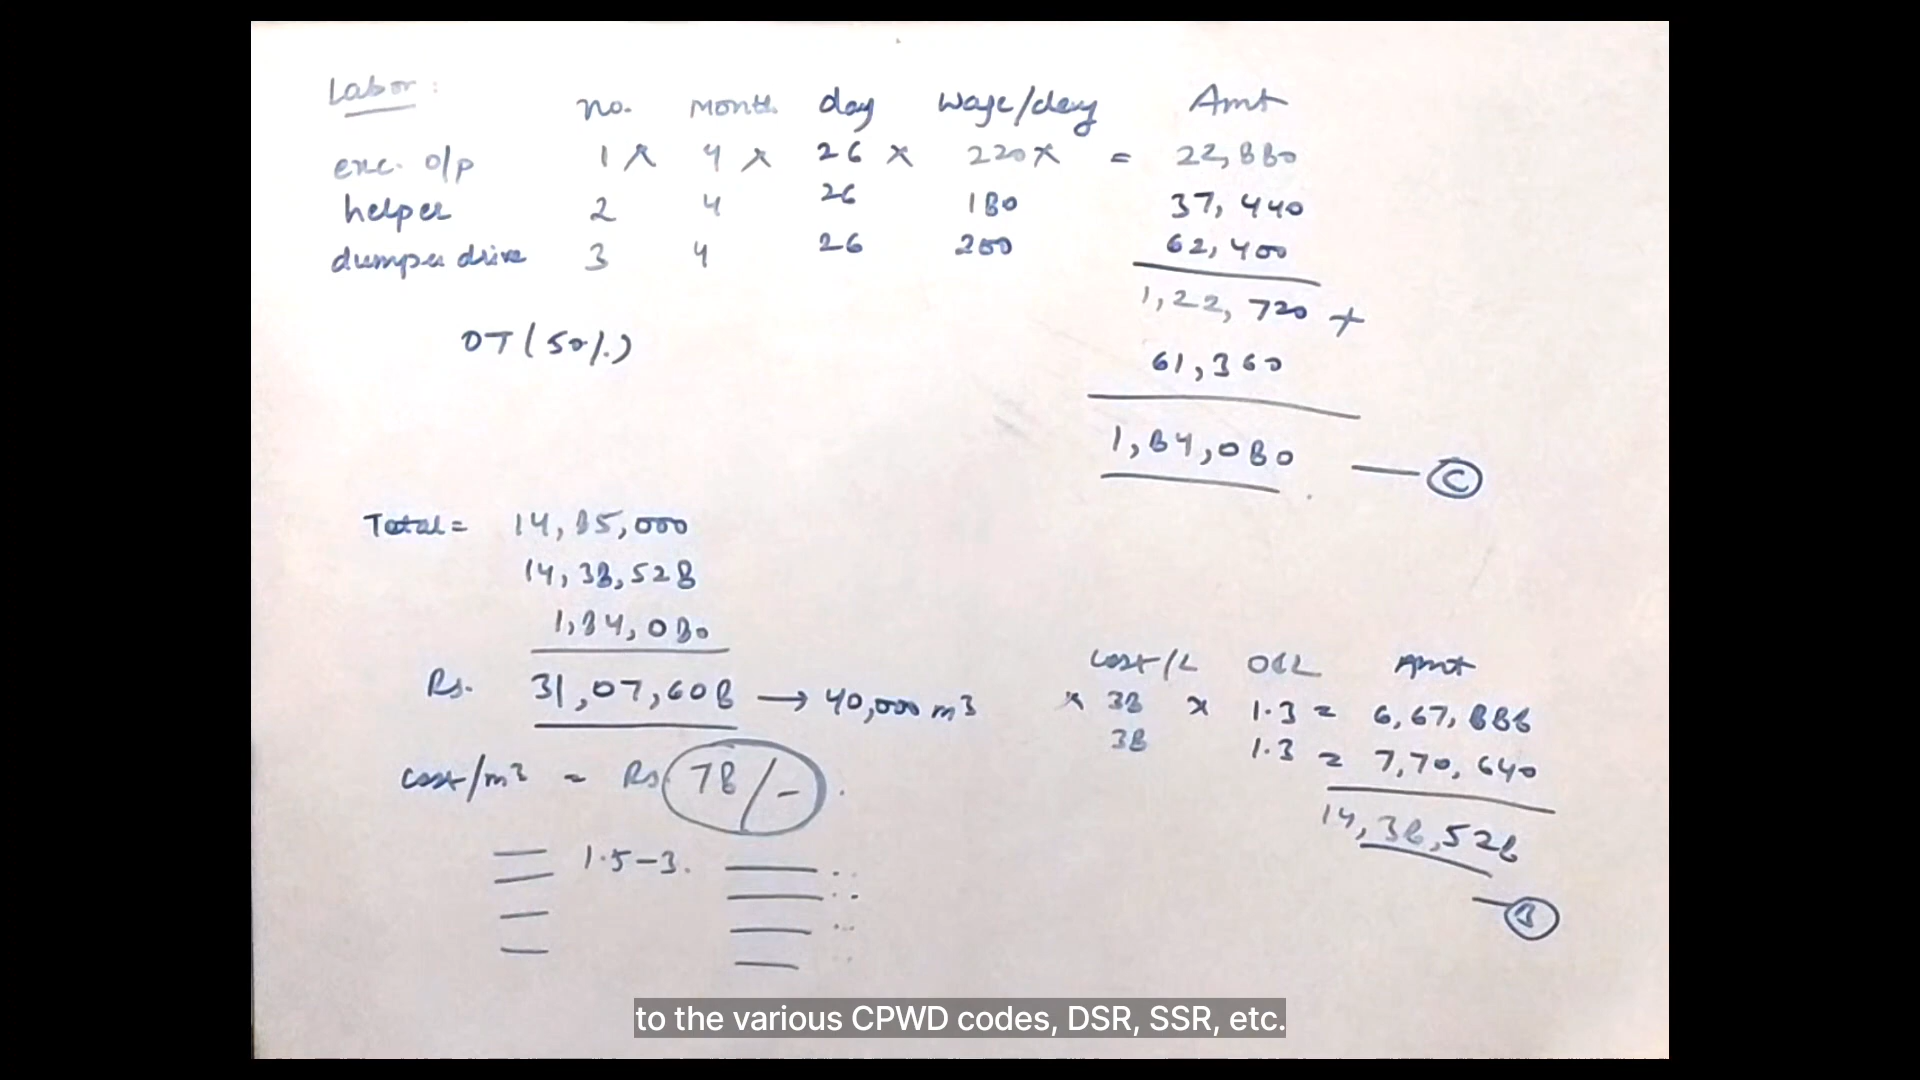 Labor:
no. Month day Wage/day Amt
exc. o/p 1 x 4 x 26 x 220 x = 22,880
helper 2 4 26 180 37,440
dumper drive 3 4 26 200 62,400
1,22,720 +
OT (50%)
61,360
1,84,080 — C
Total = 14,85,000
14,38,528
1,84,080
Rs. 31,07,608 → 40,000 m3
cost/m3 = Rs 78/-
1.5-3.
cost/L OIL Amt
x 38 x 1.3 = 6,67,888
38 1.3 = 7,70,640
14,38,528
— B
to the various CPWD codes, DSR, SSR, etc.